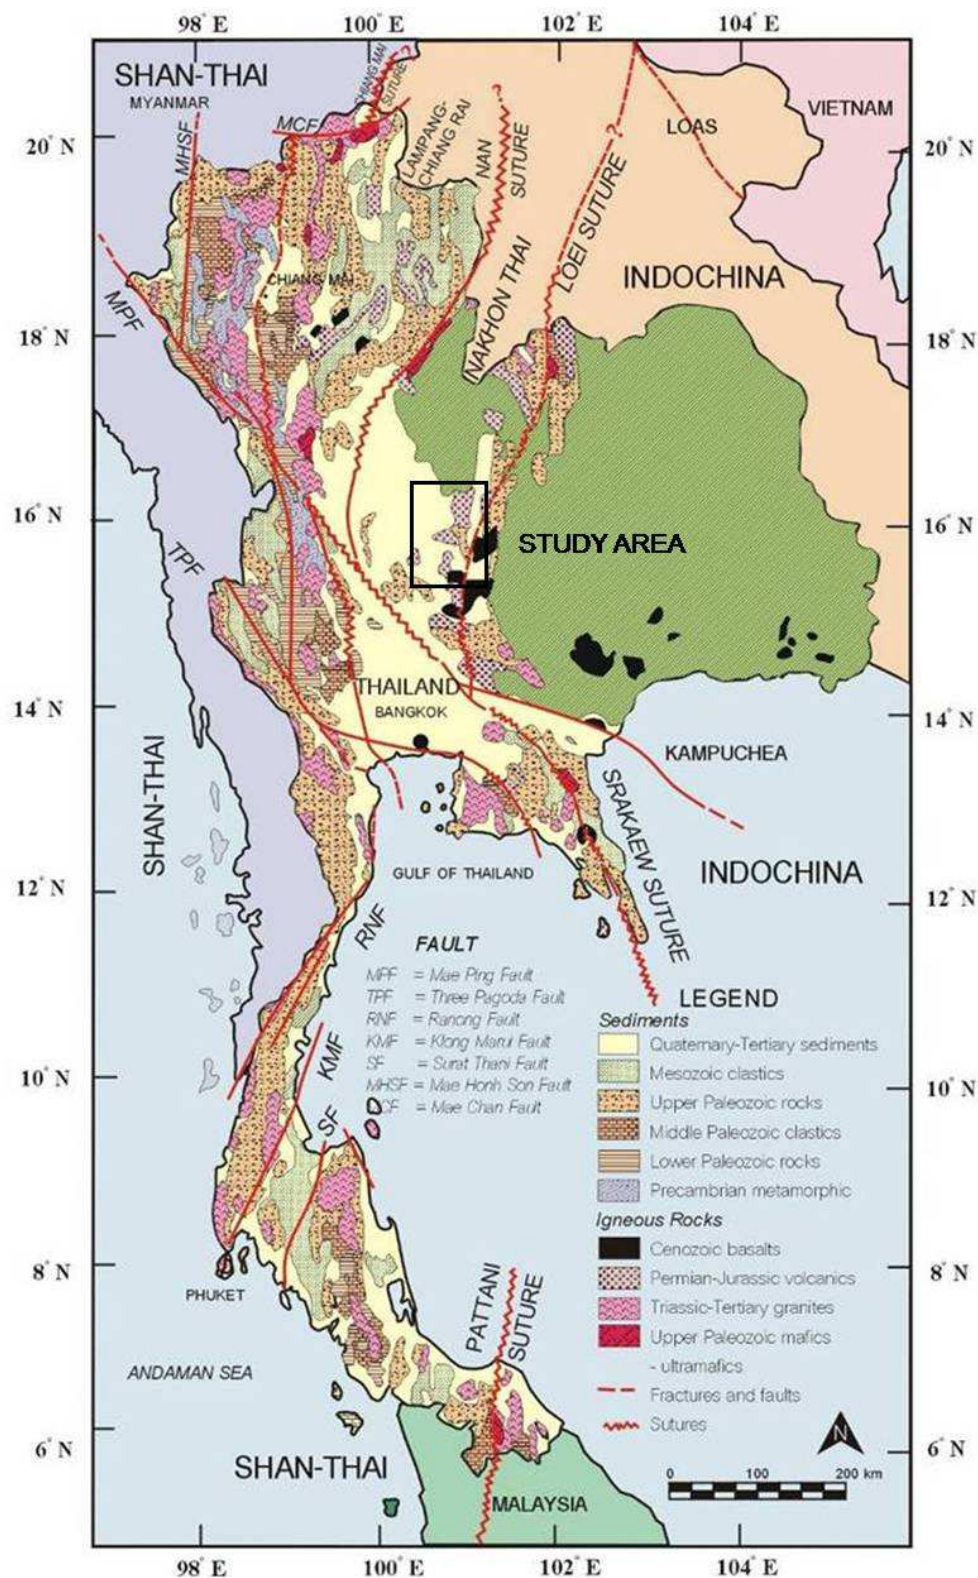 98° E 100° E 102° E 104° E
SHAN-THAI
MYANMAR
CHIANG MAI
SUTURE ?
MCF
MHSF
LAMPANG-
CHIANG RAI
NAN
SUTURE
?
LOAS
VIETNAM
20° N 20° N
LOEI SUTURE
INDOCHINA
CHIANG MAI
MPF
INAKHON THAI
18° N 18° N
16° N 16° N
STUDY AREA
TPF
THAILAND
BANGKOK
14° N 14° N
KAMPUCHEA
SHAN-THAI
SRAKAEW SUTURE
INDOCHINA
GULF OF THAILAND
12° N 12° N
RNF
FAULT
MPF = Mae Ping Fault
TPF = Three Pagoda Fault
RNF = Ranong Fault
KMF = Klong Marui Fault
SF = Surat Thani Fault
MHSF = Mae Honh Son Fault
CF = Mae Chan Fault
KMF
SF
10° N 10° N
LEGEND
Sediments
Quaternary-Tertiary sediments
Mesozoic clastics
Upper Paleozoic rocks
Middle Paleozoic clastics
Lower Paleozoic rocks
Precambrian metamorphic
Igneous Rocks
Cenozoic basalts
Permian-Jurassic volcanics
Triassic-Tertiary granites
Upper Paleozoic mafics
- ultramafics
Fractures and faults
Sutures
8° N 8° N
PHUKET
PATTANI
SUTURE
ANDAMAN SEA
6° N 6° N
SHAN-THAI
MALAYSIA
N
0 100 200 km
98° E 100° E 102° E 104° E